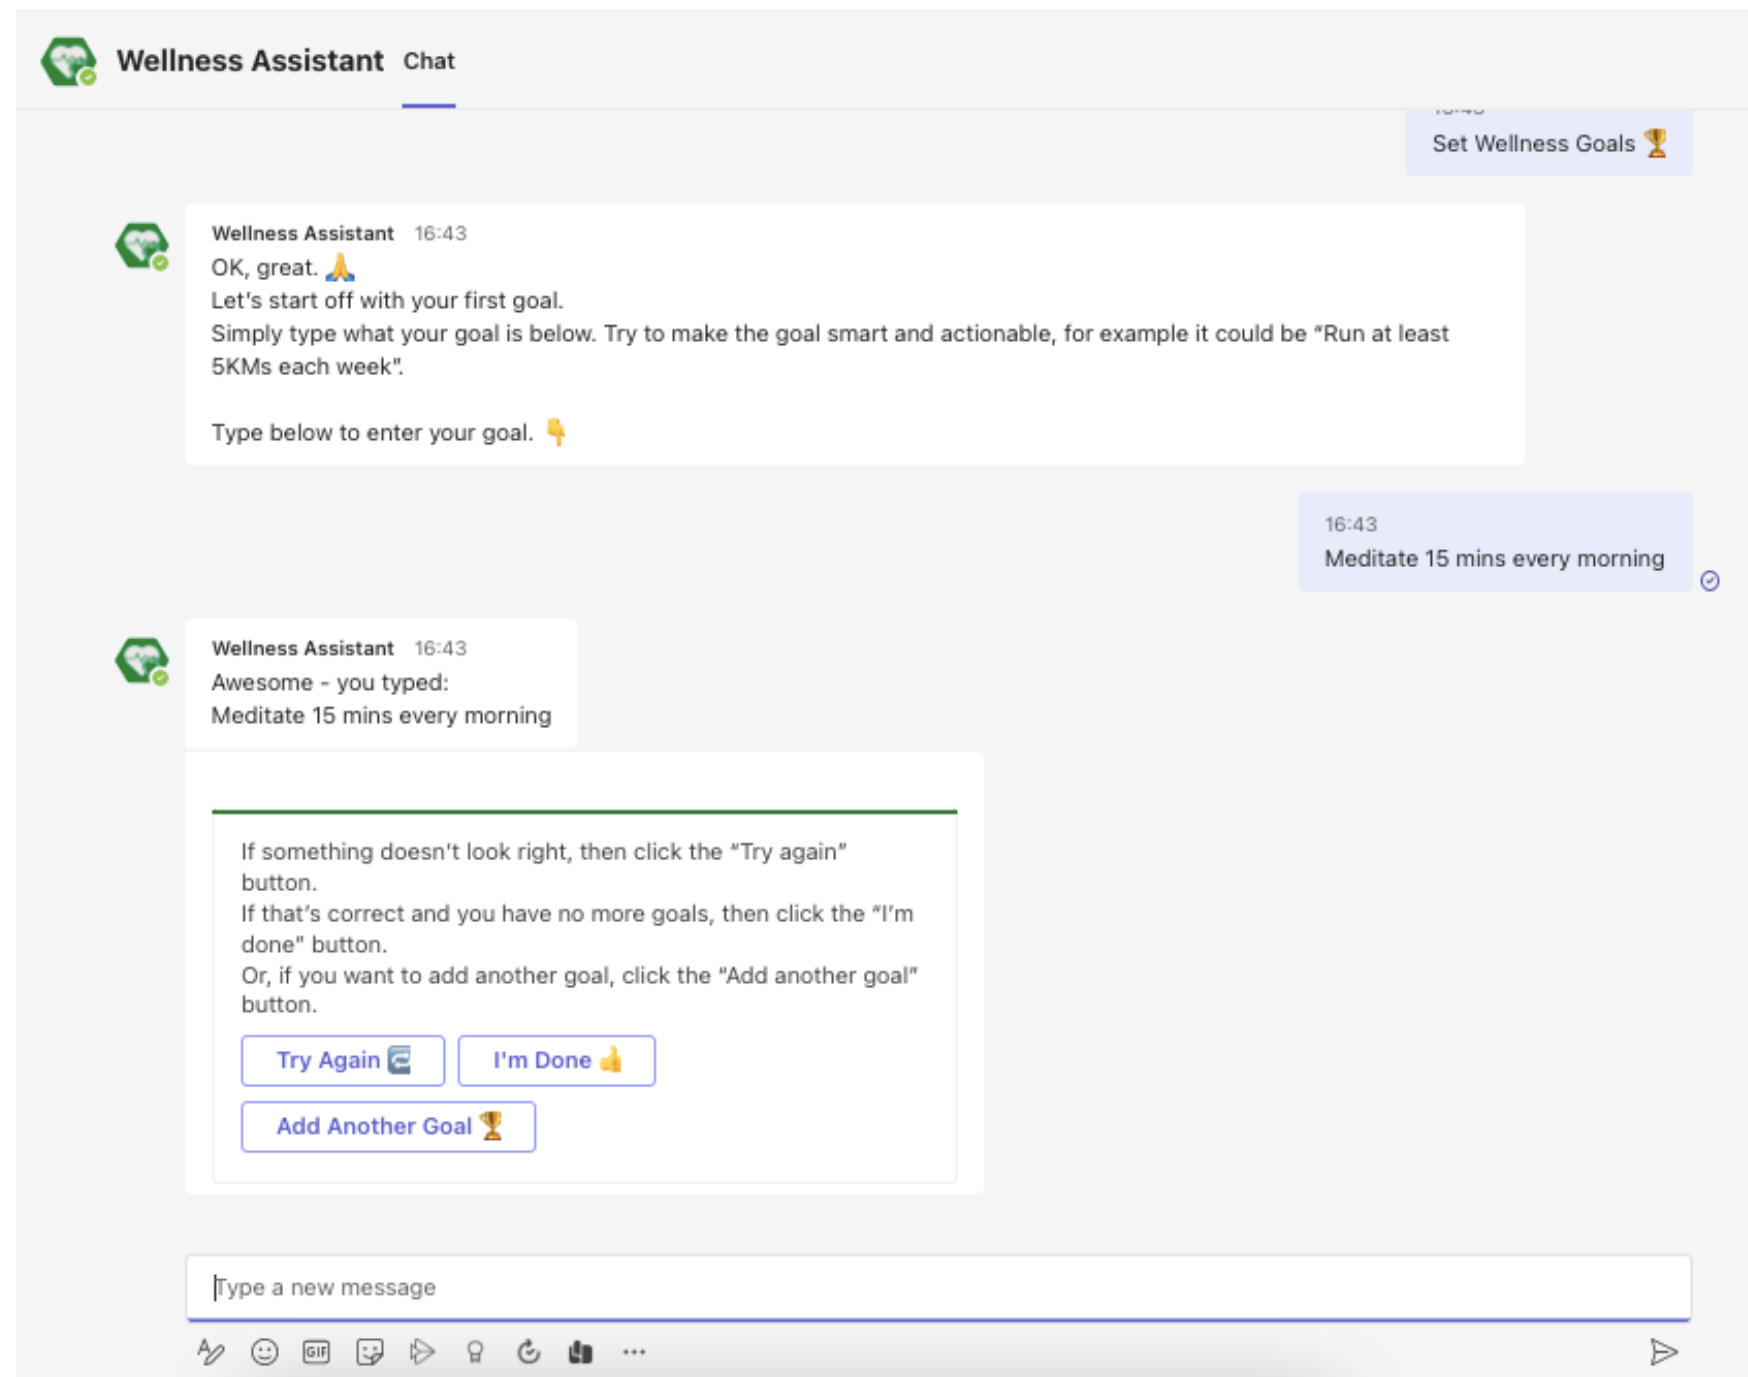 Wellness Assistant Chat
Set Wellness Goals 🏆
Wellness Assistant 16:43
OK, great. 🙏
Let's start off with your first goal.
Simply type what your goal is below. Try to make the goal smart and actionable, for example it could be “Run at least
5KMs each week”.
Type below to enter your goal. 👇
16:43
Meditate 15 mins every morning
Wellness Assistant 16:43
Awesome - you typed:
Meditate 15 mins every morning
If something doesn't look right, then click the “Try again”
button.
If that's correct and you have no more goals, then click the “I'm
done” button.
Or, if you want to add another goal, click the “Add another goal”
button.
Try Again I'm Done 👍
Add Another Goal 🏆
Type a new message
GIF